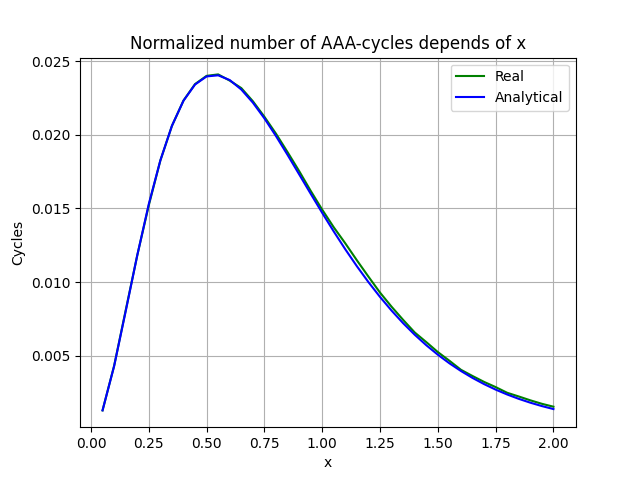 Normalized number of AAA-cycles depends of x
Real
Analytical
Cycles
0.025
0.020
0.015
0.010
0.005
0.00 0.25 0.50 0.75 1.00 1.25 1.50 1.75 2.00
x